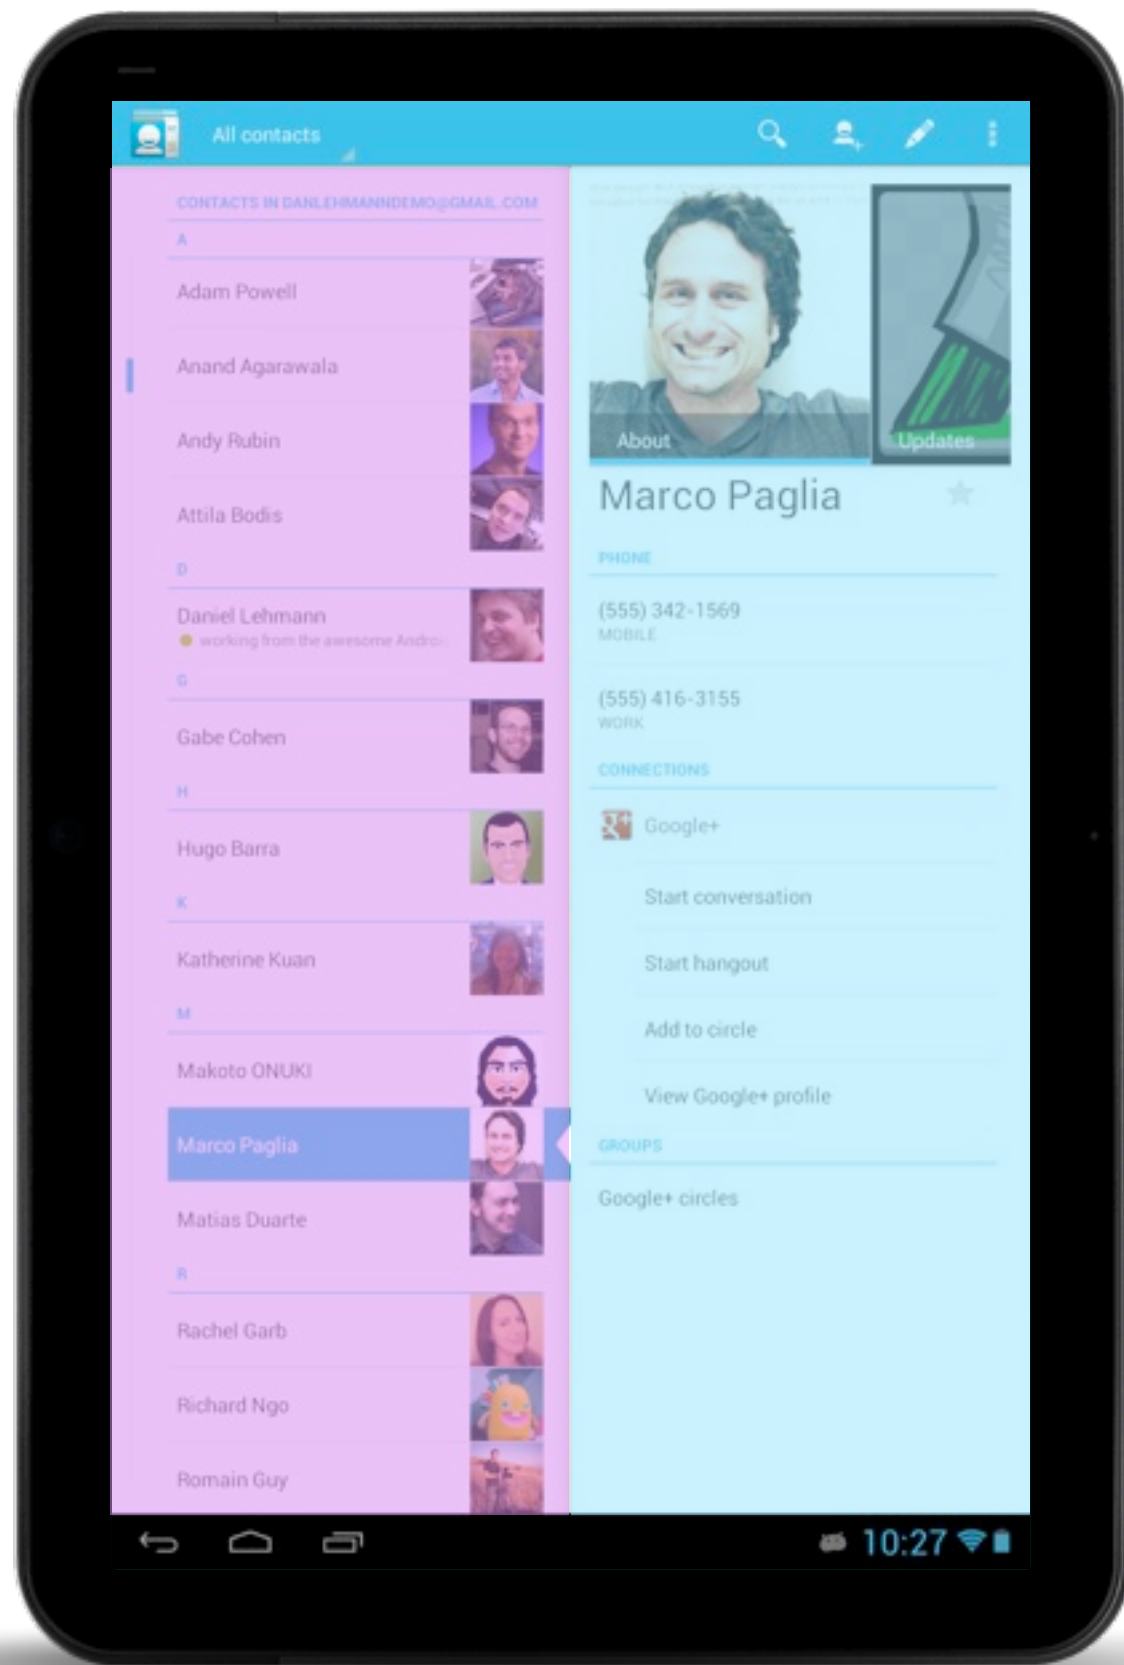 All contacts
CONTACTS IN DANLEHMANNDEMO@GMAIL.COM
A
Adam Powell
Anand Agarawala
Andy Rubin
Attila Bodis
D
Daniel Lehmann
working from the awesome Andro
G
Gabe Cohen
H
Hugo Barra
K
Katherine Kuan
M
Makoto ONUKI
Marco Paglia
Matias Duarte
R
Rachel Garb
Richard Ngo
Romain Guy
About
Updates
Marco Paglia
PHONE
(555) 342-1569
MOBILE
(555) 416-3155
WORK
CONNECTIONS
g+ Google+
Start conversation
Start hangout
Add to circle
View Google+ profile
GROUPS
Google+ circles
10:27